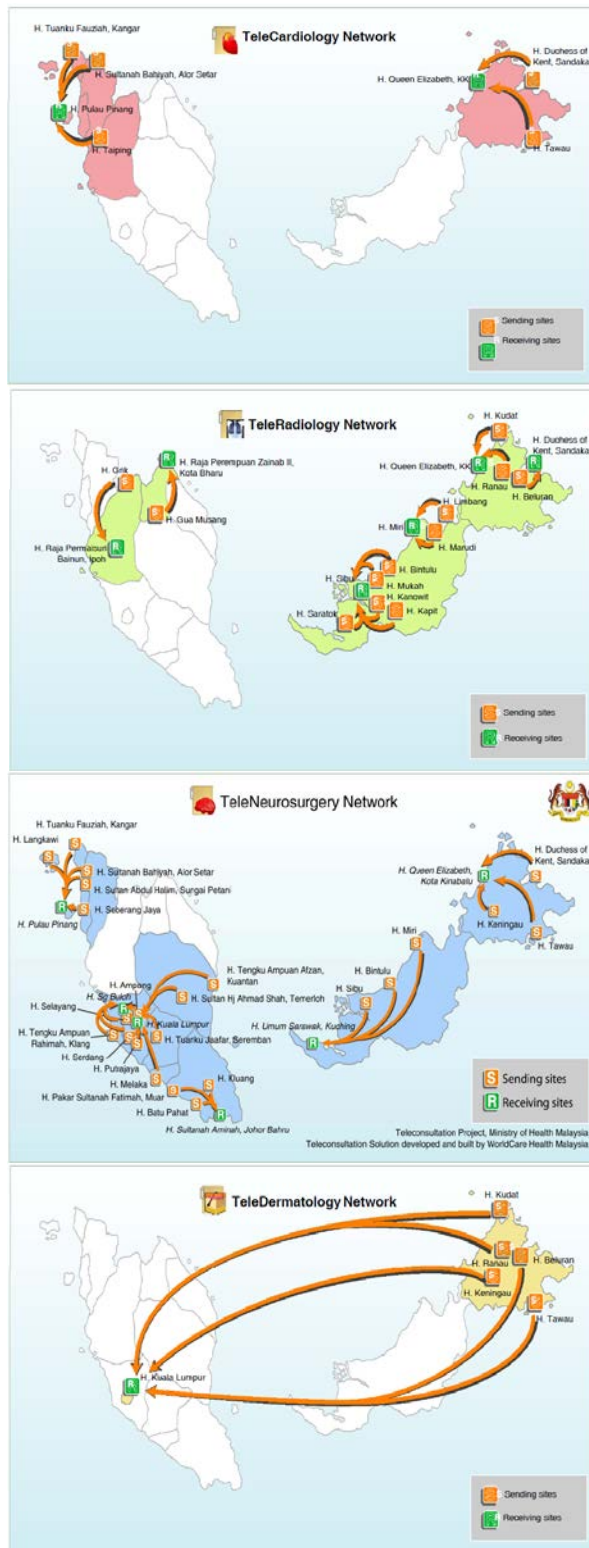 TeleCardiology Network
H. Tuanku Fauziah, Kangar
H. Sultanah Bahiyah, Alor Setar
H. Pulau Pinang
H. Taiping
H. Duchess of
Kent, Sandaka
H. Queen Elizabeth, KK
H. Tawau
S Sending sites
R Receiving sites
TeleRadiology Network
H. Grik
H. Raja Perempuan Zainab II,
Kota Bharu
H. Gua Musang
H. Raja Permaisuri
Bainun, Ipoh
H. Kudat
H. Duchess of
Kent, Sandaka
H. Queen Elizabeth, KK
H. Ranau
H. Beluran
H. Limbang
H. Miri
H. Marudi
H. Bintulu
H. Sibu
H. Mukah
H. Kanowit
H. Saratok
H. Kapit
S Sending sites
R Receiving sites
TeleNeurosurgery Network
H. Tuanku Fauziah, Kangar
H. Langkawi
H. Sultanah Bahiyah, Alor Setar
H. Sultan Abdul Halim, Sungai Petani
H. Seberang Jaya
H. Pulau Pinang
H. Duchess of
Kent, Sandaka
H. Queen Elizabeth,
Kota Kinabalu
H. Keningau
H. Tawau
H. Miri
H. Bintulu
H. Sibu
H. Umum Sarawak, Kuching
H. Tengku Ampuan Afzan,
Kuantan
H. Ampang
H. Sg Buloh
H. Sultan Hj Ahmad Shah, Temerloh
H. Selayang
H. Kuala Lumpur
H. Tengku Ampuan
Rahimah, Klang
H. Tuanku Jaafar, Seremban
H. Serdang
H. Putrajaya
H. Melaka
H. Kluang
H. Pakar Sultanah Fatimah, Muar
H. Batu Pahat
H. Sultanah Aminah, Johor Bahru
S Sending sites
R Receiving sites
Teleconsultation Project, Ministry of Health Malaysia
Teleconsultation Solution developed and built by WorldCare Health Malaysia
TeleDermatology Network
H. Kudat
H. Ranau
H. Beluran
H. Keningau
H. Tawau
H. Kuala Lumpur
S Sending sites
R Receiving sites